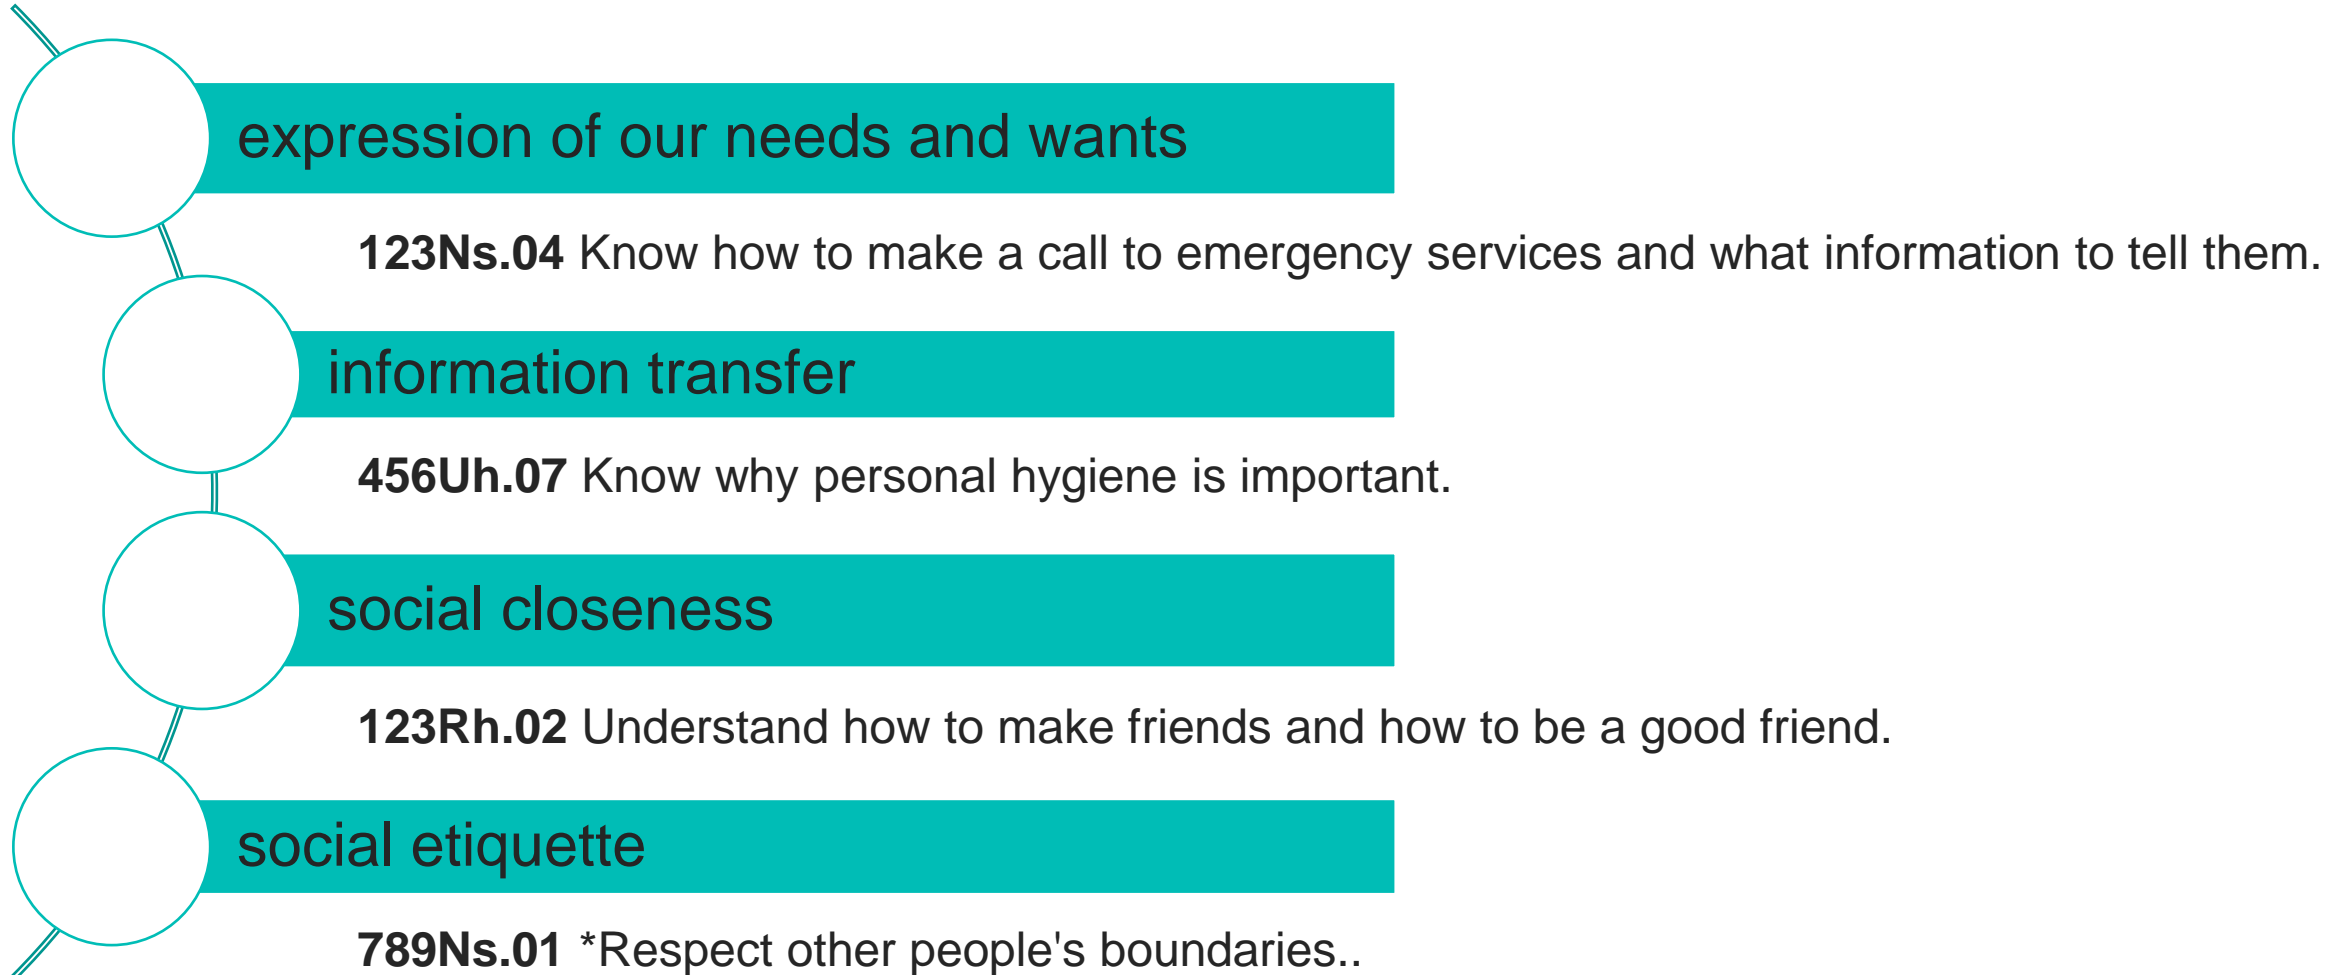 expression of our needs and wants
123Ns.04 Know how to make a call to emergency services and what information to tell them.
information transfer
456Uh.07 Know why personal hygiene is important.
social closeness
123Rh.02 Understand how to make friends and how to be a good friend.
social etiquette
789Ns.01 *Respect other people's boundaries..